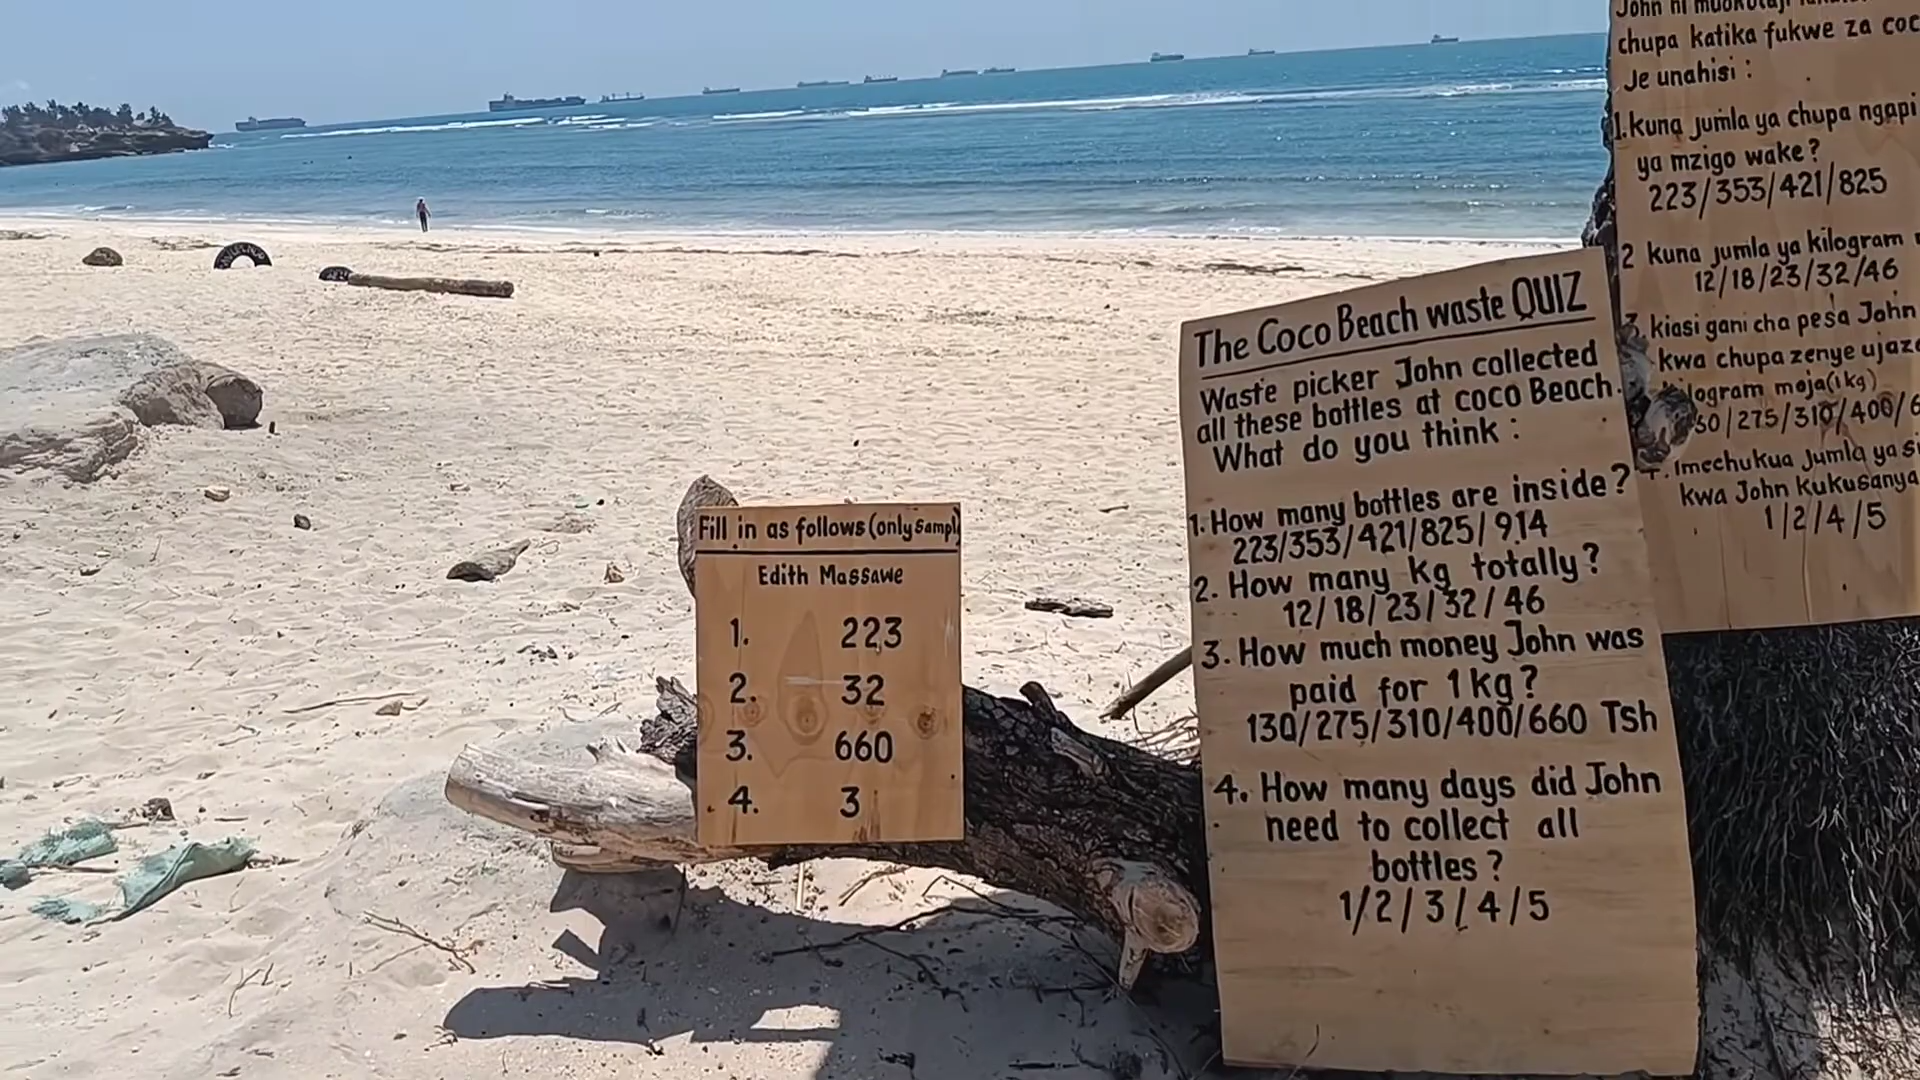 Fill in as follows (only
Edith Massawe
1. 223
2. 32
3. 660
4. 3
The Coco Beach waste QUIZ
Waste picker John collected
all these bottles at coco Beach.
What do you think :
1. How many bottles are inside?
223/353/421/825/914
2. How many kg totally?
12/18/23/32/46
3. How much money John was
paid for 1kg?
130/275/310/400/660 Tsh
4. How many days did John
need to collect all
bottles?
1/2/3/4/5
John ni
chupa katika fukwe za
Je unahisi :
1. kuna jumla ya chupa ngapi
ya mzigo wake?
223/353/421/825
2 kuna jumla ya kilogram
12/18/23/32/46
kiasi gani cha pesa John
kwa chupa zenye
moja(1kg)
/275/310/400/
Imechukua Jumla ya
kwa John kukusanya
1/2/4/5